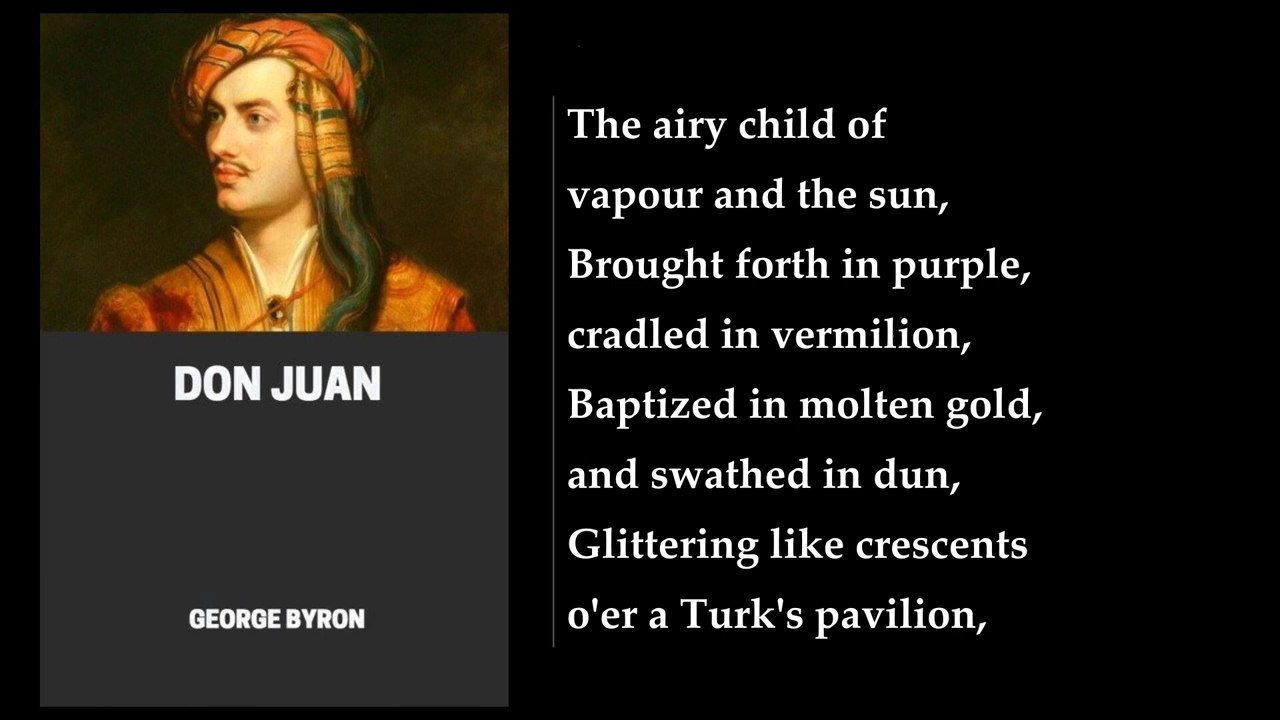 DON JUAN
GEORGE BYRON
The airy child of
vapour and the sun,
Brought forth in purple,
cradled in vermilion,
Baptized in molten gold,
and swathed in dun,
Glittering like crescents
o'er a Turk's pavilion,